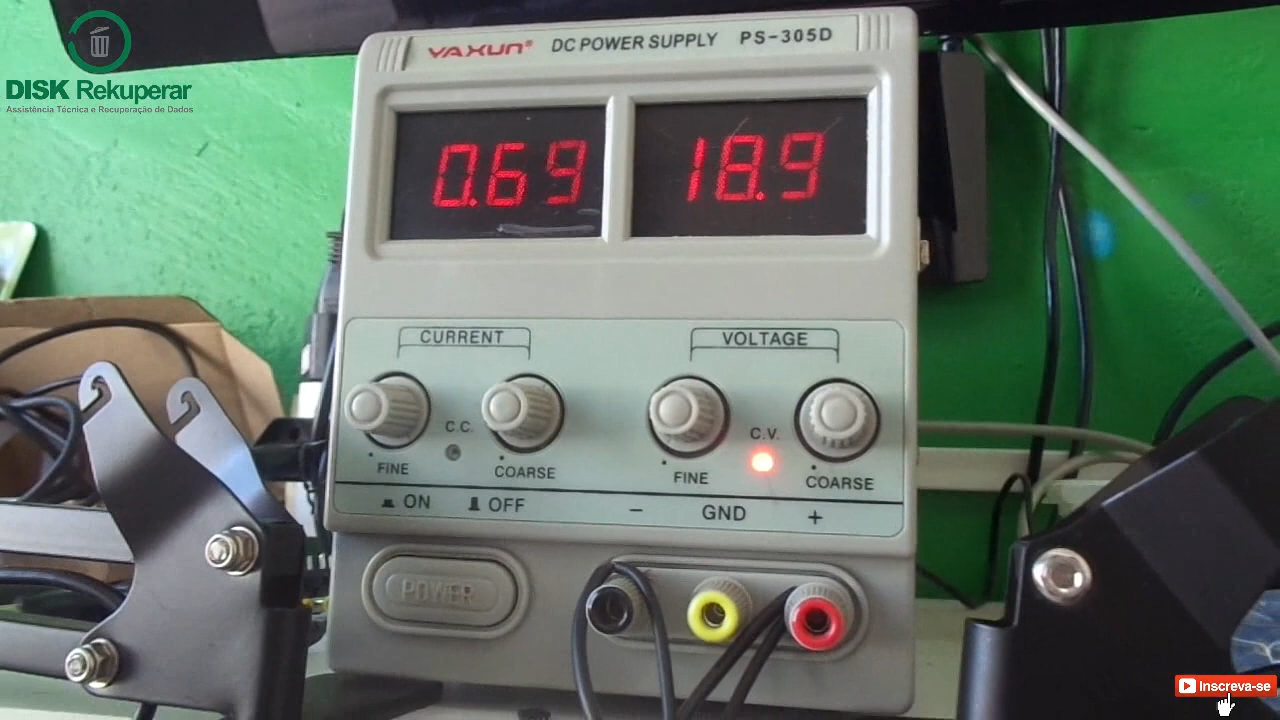 DISK Rekuperar
Assistência Técnica e Recuperação de Dados
YAXUN® DC POWER SUPPLY PS-305D
0.69 18.9
CURRENT VOLTAGE
C.C. C.V.
FINE COARSE FINE COARSE
ON OFF - GND +
POWER
Inscreva-se